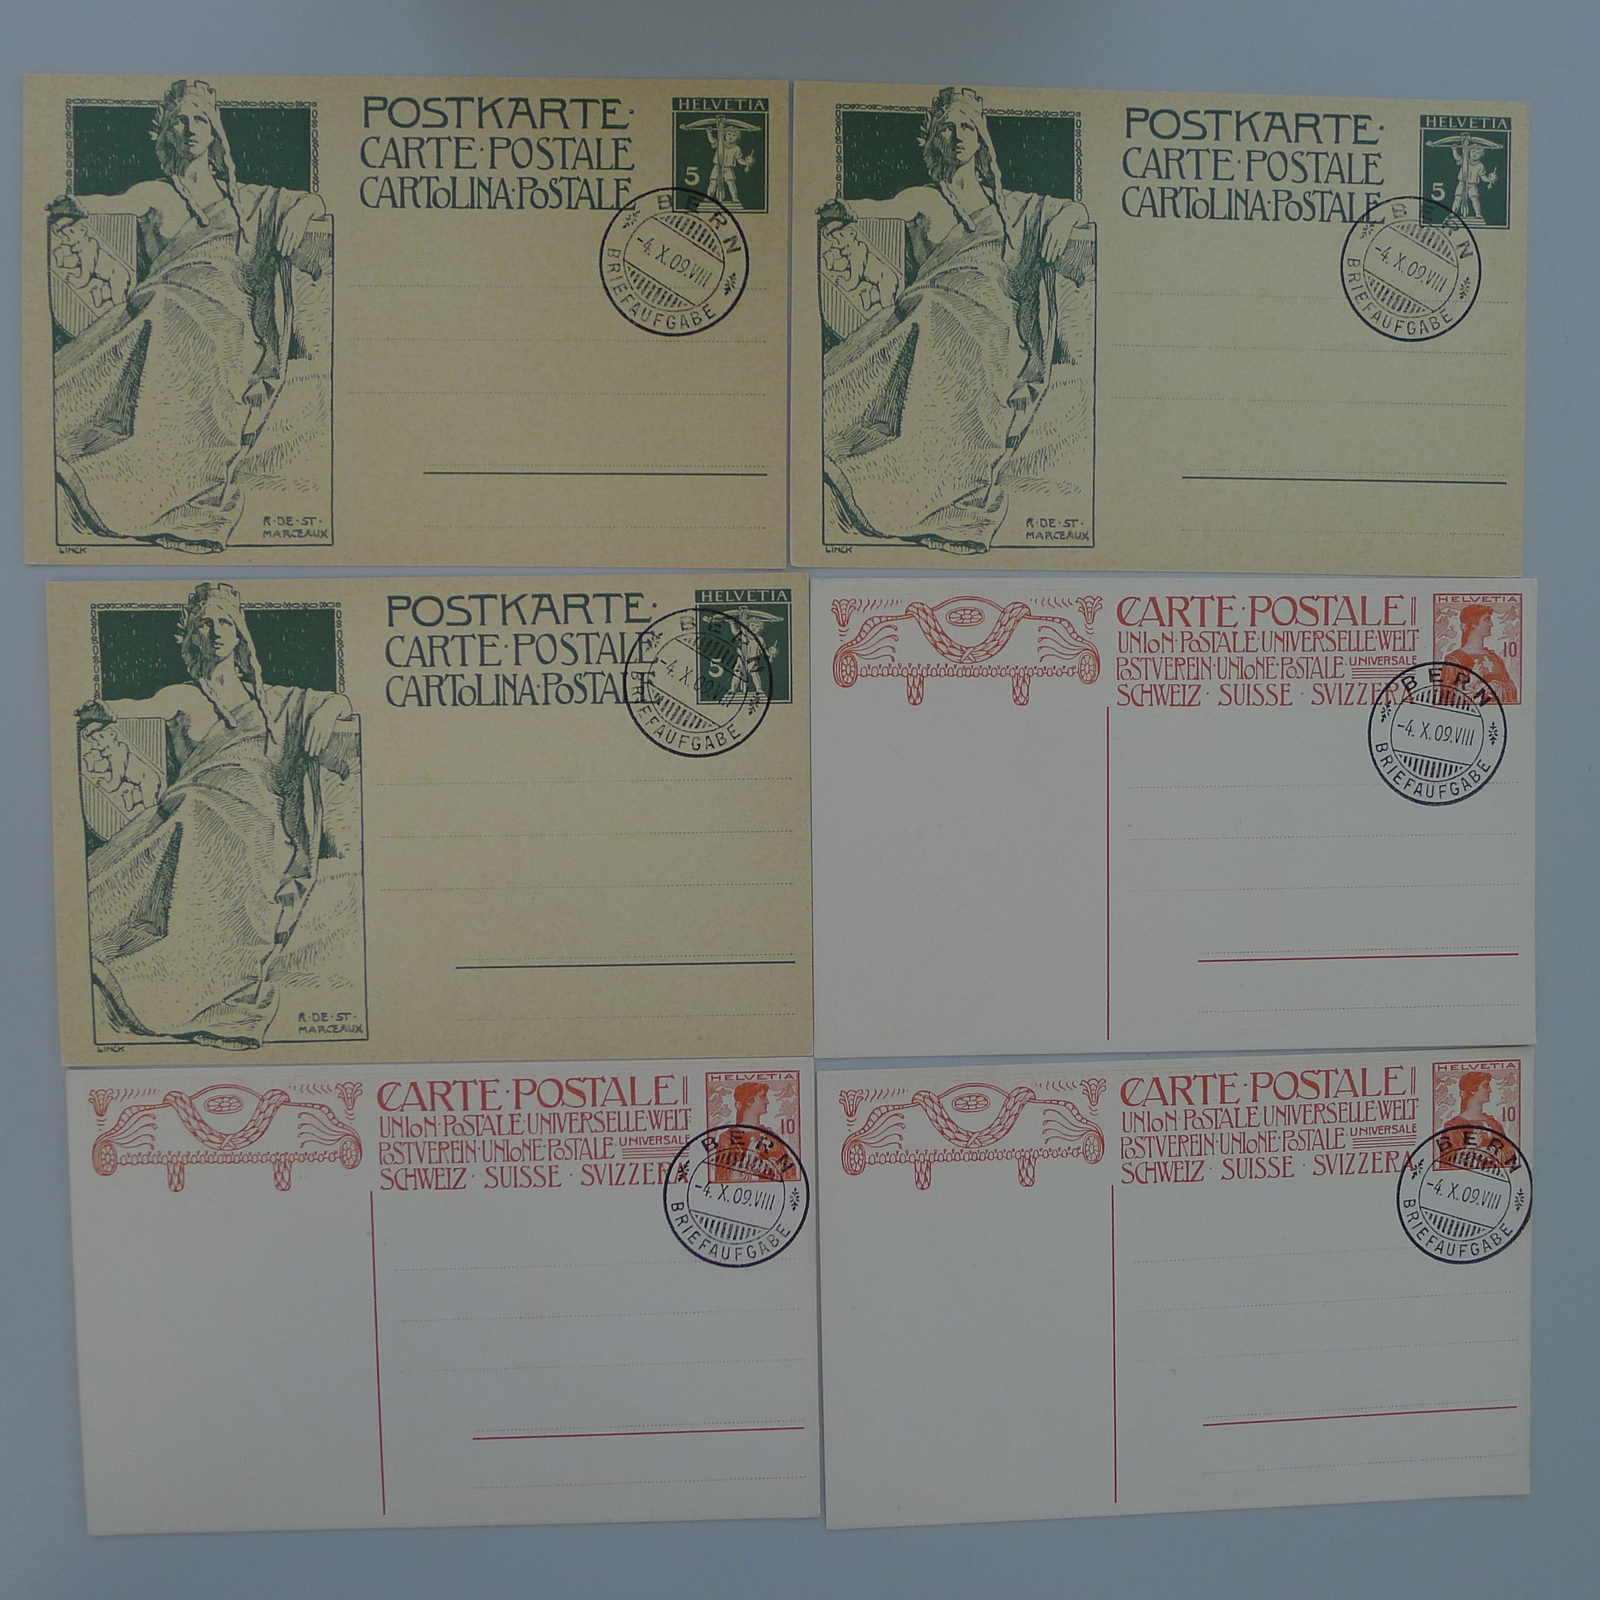 POSTKARTE·
CARTE·POSTALE
CARTOLINA·POSTALE
HELVETIA
5
BERN
-4.X.09.VIII
BRIEFAUFGABE
R·DE·ST·
MARCEAUX
LINCK
POSTKARTE·
CARTE·POSTALE
CARTOLINA·POSTALE
HELVETIA
5
BERN
-4.X.09.VIII
BRIEFAUFGABE
R·DE·ST·
MARCEAUX
LINCK
POSTKARTE·
CARTE·POSTALE
CARTOLINA·POSTALE
HELVETIA
5
BERN
-4.X.09.VIII
BRIEFAUFGABE
R·DE·ST·
MARCEAUX
LINCK
CARTE·POSTALE
UNION·POSTALE·UNIVERSELLE·WELT
POSTVEREIN·UNIONE·POSTALE·UNIVERSALE
SCHWEIZ·SUISSE·SVIZZERA
HELVETIA
10
BERN
-4.X.09.VIII
BRIEFAUFGABE
CARTE·POSTALE
UNION·POSTALE·UNIVERSELLE·WELT
POSTVEREIN·UNIONE·POSTALE·UNIVERSALE
SCHWEIZ·SUISSE·SVIZZERA
HELVETIA
10
BERN
-4.X.09.VIII
BRIEFAUFGABE
CARTE·POSTALE
UNION·POSTALE·UNIVERSELLE·WELT
POSTVEREIN·UNIONE·POSTALE·UNIVERSALE
SCHWEIZ·SUISSE·SVIZZERA
HELVETIA
10
BERN
-4.X.09.VIII
BRIEFAUFGABE